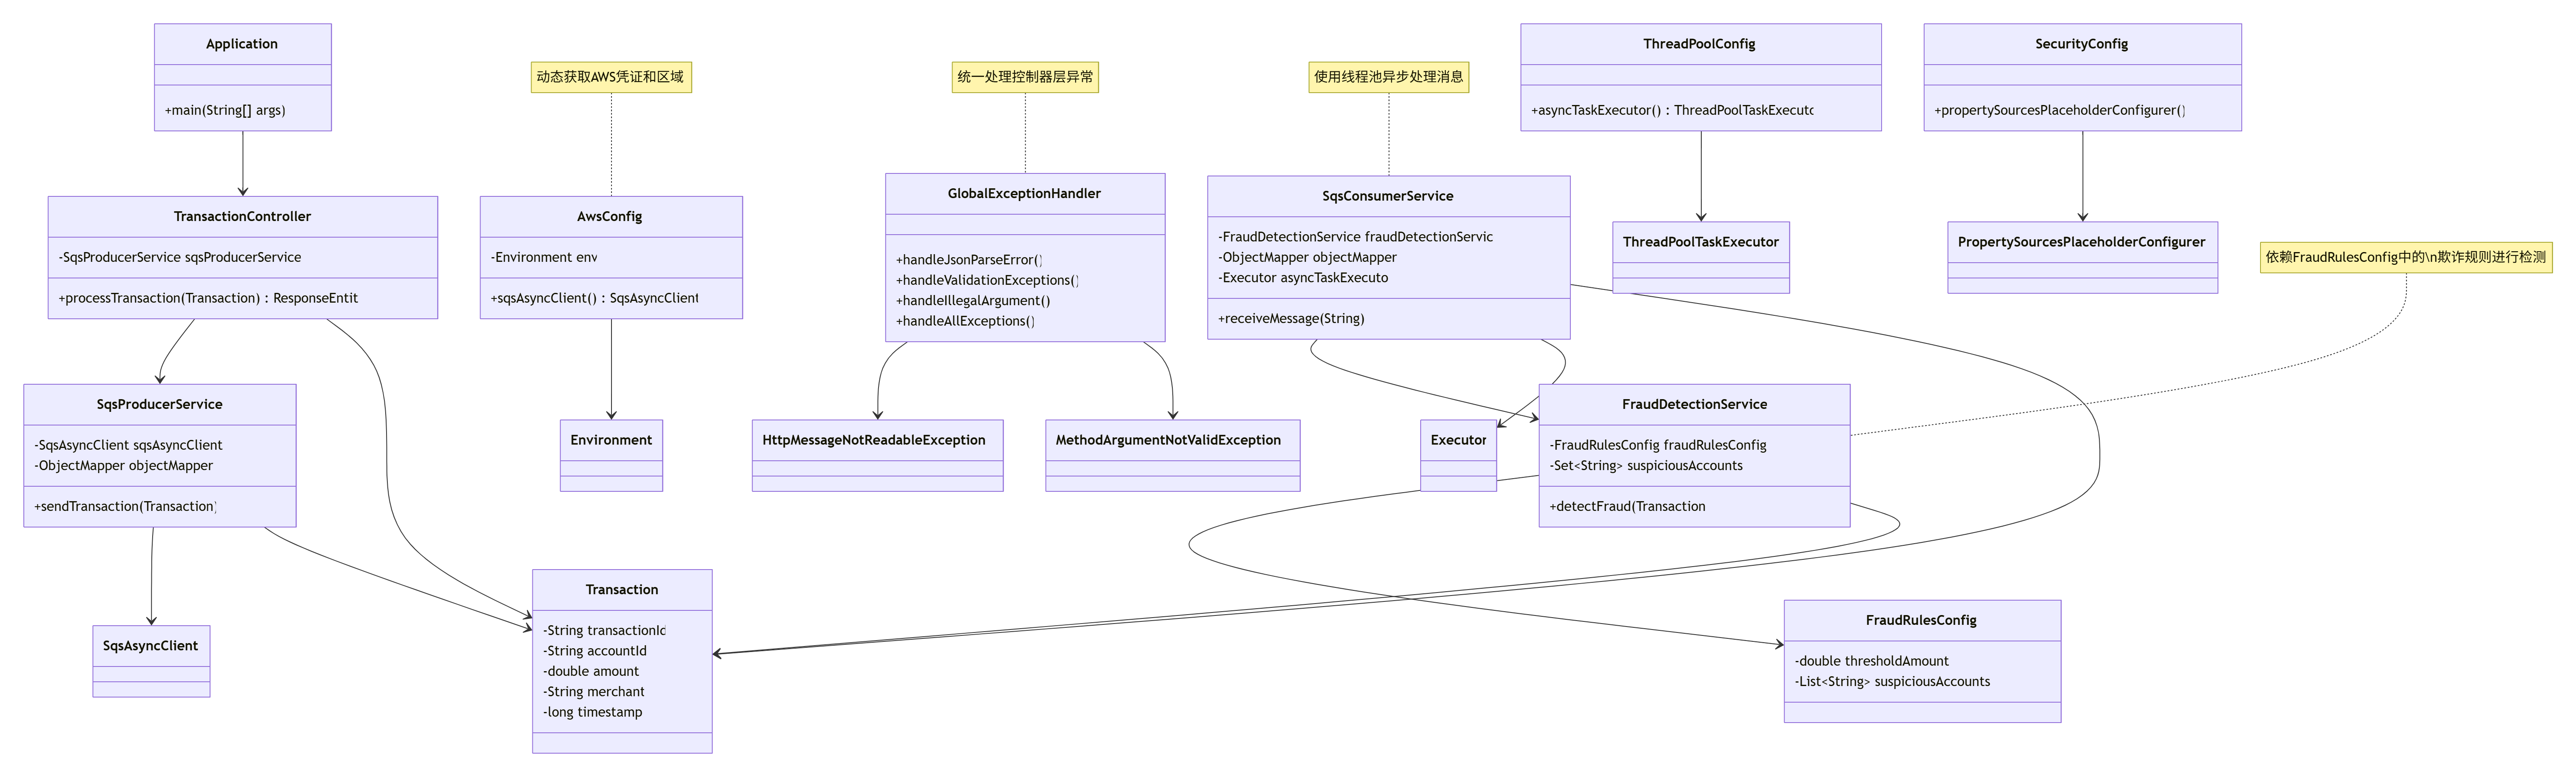 Application
+main(String[] args)
动态获取AWS凭证和区域
统一处理控制器层异常
使用线程池异步处理消息
ThreadPoolConfig
+asyncTaskExecutor() : ThreadPoolTaskExecutc
SecurityConfig
+propertySourcesPlaceholderConfigurer()
TransactionController
-SqsProducerService sqsProducerService
+processTransaction(Transaction) : ResponseEntit
AwsConfig
-Environment env
+sqsAsyncClient() : SqsAsyncClient
GlobalExceptionHandler
+handleJsonParseError()
+handleValidationExceptions()
+handleIllegalArgument()
+handleAllExceptions()
SqsConsumerService
-FraudDetectionService fraudDetectionServic
-ObjectMapper objectMapper
-Executor asyncTaskExecuto
+receiveMessage(String)
ThreadPoolTaskExecutor
PropertySourcesPlaceholderConfigurer
依赖FraudRulesConfig中的\n欺诈规则进行检测
SqsProducerService
-SqsAsyncClient sqsAsyncClient
-ObjectMapper objectMapper
+sendTransaction(Transaction)
Environment
HttpMessageNotReadableException
MethodArgumentNotValidException
Executor
FraudDetectionService
-FraudRulesConfig fraudRulesConfig
-Set<String> suspiciousAccounts
+detectFraud(Transaction
SqsAsyncClient
Transaction
-String transactionId
-String accountId
-double amount
-String merchant
-long timestamp
FraudRulesConfig
-double thresholdAmount
-List<String> suspiciousAccounts